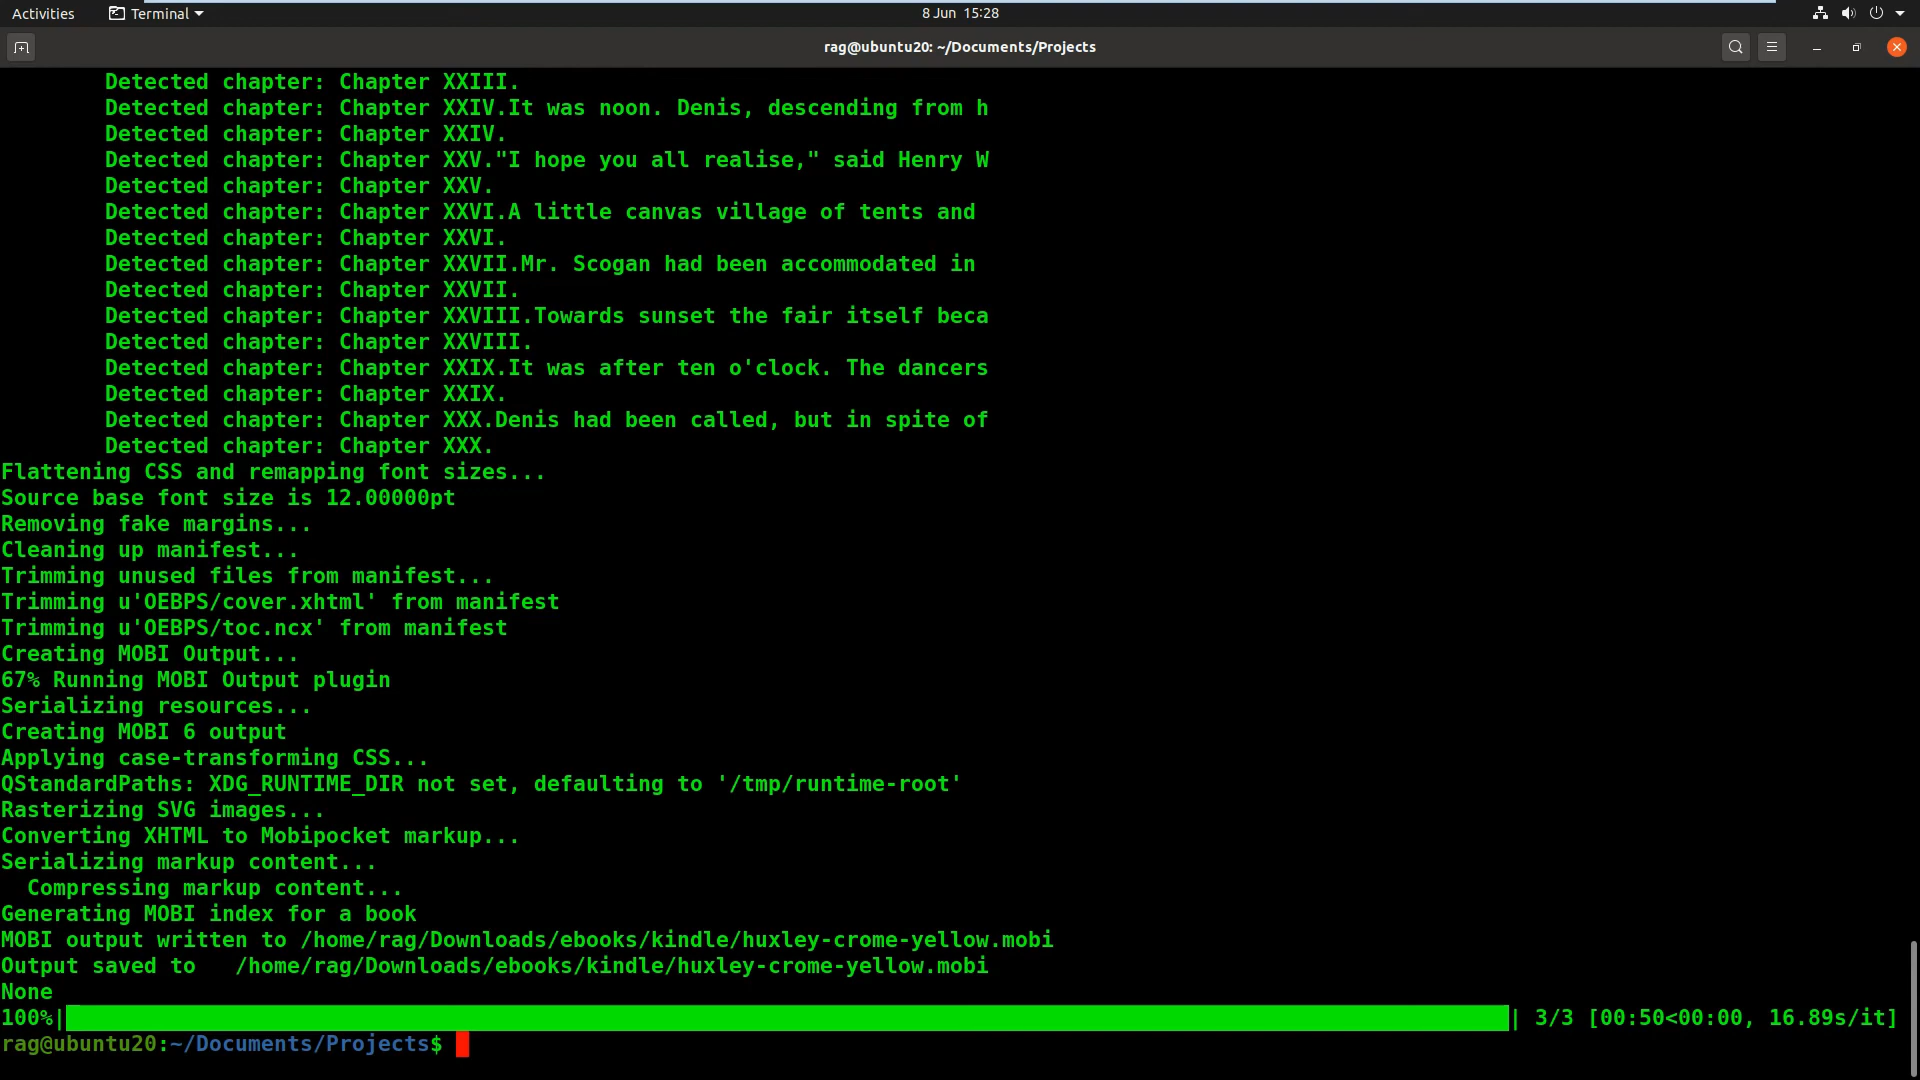 Activities Terminal 8 Jun 15:28
rag@ubuntu20: ~/Documents/Projects
Detected chapter: Chapter XXIII.
Detected chapter: Chapter XXIV.It was noon. Denis, descending from h
Detected chapter: Chapter XXIV.
Detected chapter: Chapter XXV."I hope you all realise," said Henry W
Detected chapter: Chapter XXV.
Detected chapter: Chapter XXVI.A little canvas village of tents and
Detected chapter: Chapter XXVI.
Detected chapter: Chapter XXVII.Mr. Scogan had been accommodated in
Detected chapter: Chapter XXVII.
Detected chapter: Chapter XXVIII.Towards sunset the fair itself beca
Detected chapter: Chapter XXVIII.
Detected chapter: Chapter XXIX.It was after ten o'clock. The dancers
Detected chapter: Chapter XXIX.
Detected chapter: Chapter XXX.Denis had been called, but in spite of
Detected chapter: Chapter XXX.
Flattening CSS and remapping font sizes...
Source base font size is 12.00000pt
Removing fake margins...
Cleaning up manifest...
Trimming unused files from manifest...
Trimming u'OEBPS/cover.xhtml' from manifest
Trimming u'OEBPS/toc.ncx' from manifest
Creating MOBI Output...
67% Running MOBI Output plugin
Serializing resources...
Creating MOBI 6 output
Applying case-transforming CSS...
QStandardPaths: XDG_RUNTIME_DIR not set, defaulting to '/tmp/runtime-root'
Rasterizing SVG images...
Converting XHTML to Mobipocket markup...
Serializing markup content...
Compressing markup content...
Generating MOBI index for a book
MOBI output written to /home/rag/Downloads/ebooks/kindle/huxley-crome-yellow.mobi
Output saved to   /home/rag/Downloads/ebooks/kindle/huxley-crome-yellow.mobi
None
100%| | 3/3 [00:50<00:00, 16.89s/it]
rag@ubuntu20:~/Documents/Projects$